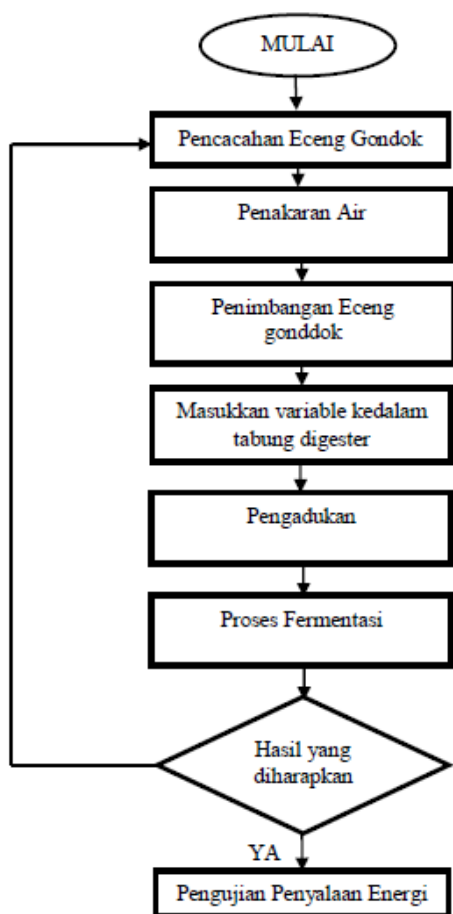 MULAI
Pencacahan Eceng Gondok
Penakaran Air
Penimbangan Eceng
gonddok
Masukkan variable kedalam
tabung digester
Pengadukan
Proses Fermentasi
Hasil yang
diharapkan
YA
Pengujian Penyalaan Energi